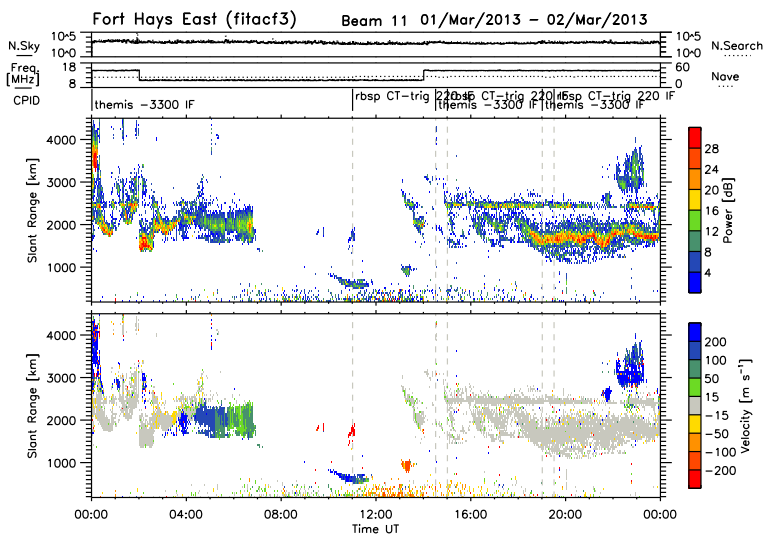 Fort Hays East (fitacf3) Beam 11 01/Mar/2013 − 02/Mar/2013
N.Sky 10^5 10^0 10^5 10^0 N.Search
Freq. [MHz] 18 8 60 0 Nave
CPID
rbsp CT−trig 220 IF rbsp CT−trig 220 IF
themis −3300 IF themis −3300 IF themis −3300 IF
Slant Range [km]
4000
3000
2000
1000
Power [dB]
28
24
20
16
12
8
4
Slant Range [km]
4000
3000
2000
1000
Velocity [m s⁻¹]
200
100
50
15
−15
−50
−100
−200
00:00 04:00 08:00 12:00 16:00 20:00 00:00
Time UT